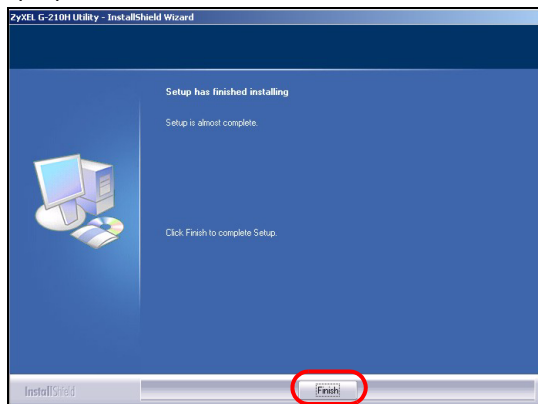 ZyXEL G-210H Utility - InstallShield Wizard
Setup has finished installing
Setup is almost complete.
Click Finish to complete Setup.
InstallShield
Finish